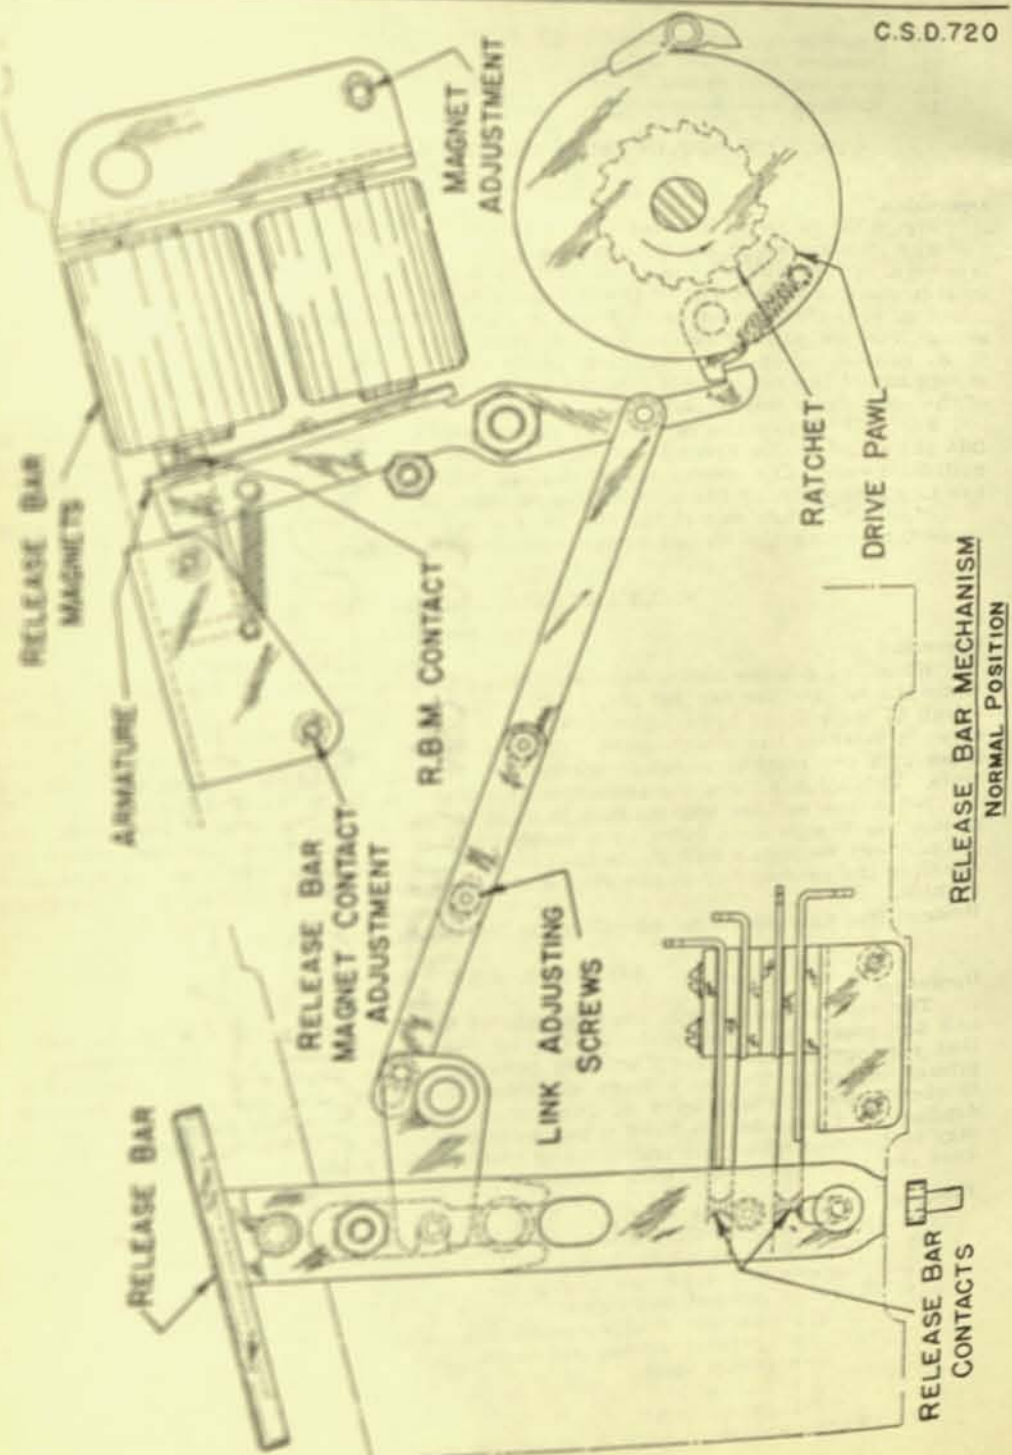 C.S.D.720
RELEASE BAR
MAGNETS
MAGNET
ADJUSTMENT
ARMATURE
R.B.M. CONTACT
RATCHET
DRIVE PAWL
RELEASE BAR
MAGNET CONTACT
ADJUSTMENT
LINK ADJUSTING
SCREWS
RELEASE BAR
RELEASE BAR
CONTACTS
RELEASE BAR MECHANISM
NORMAL POSITION